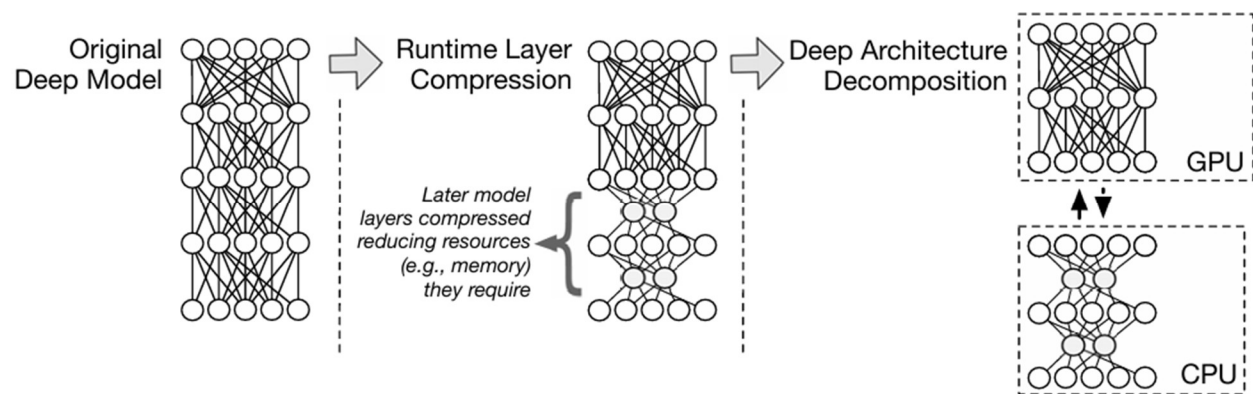 Original
Deep Model
Runtime Layer
Compression
Later model
layers compressed
reducing resources
(e.g., memory)
they require
Deep Architecture
Decomposition
GPU
CPU